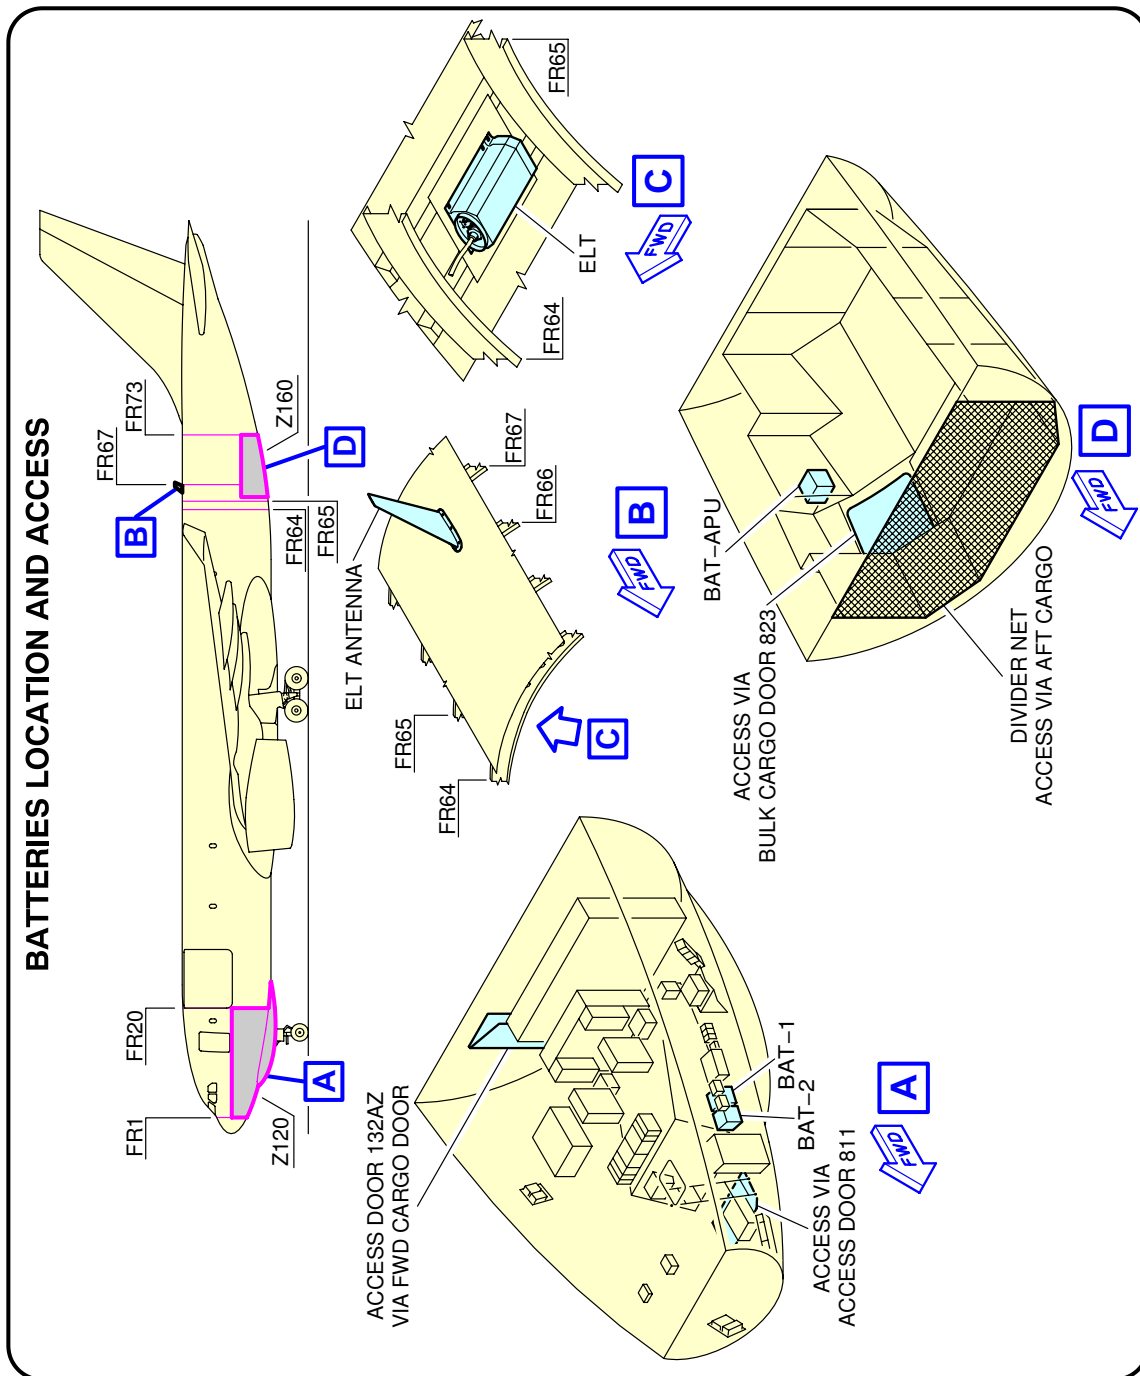 BATTERIES LOCATION AND ACCESS
FR1
FR20
FR67
FR73
B
A
Z120
D
Z160
FR64
FR65
ACCESS DOOR 132AZ
VIA FWD CARGO DOOR
ELT ANTENNA
FR64
FR65
C
FR66
FR67
B
FWD
FR64
FR65
ELT
C
FWD
BAT-1
BAT-2
ACCESS VIA
ACCESS DOOR 811
A
FWD
BAT-APU
ACCESS VIA
BULK CARGO DOOR 823
DIVIDER NET
ACCESS VIA AFT CARGO
D
FWD